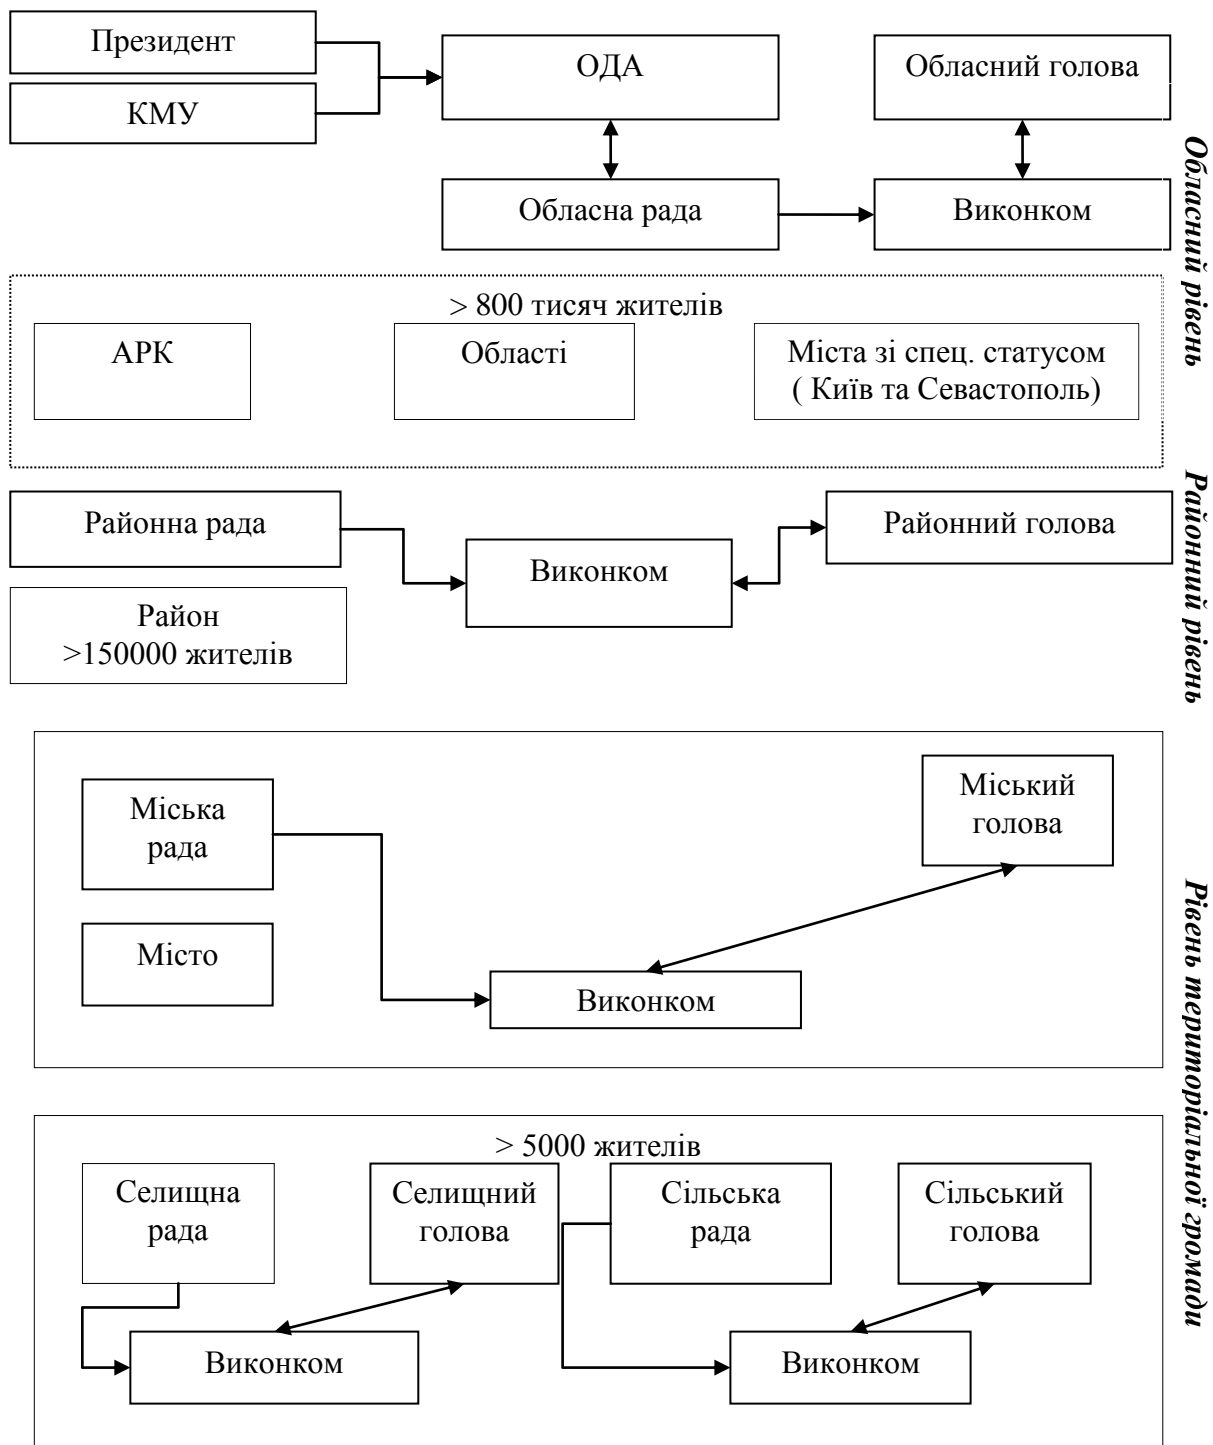 Президент
КМУ
ОДА
Обласний голова
Обласна рада
Виконком
Обласний рівень
> 800 тисяч жителів
АРК
Області
Міста зі спец. статусом
( Київ та Севастополь)
Районна рада
Виконком
Районний голова
Район
>150000 жителів
Районний рівень
Міська
рада
Міський
голова
Місто
Виконком
> 5000 жителів
Селищна
рада
Селищний
голова
Сільська
рада
Сільський
голова
Виконком
Виконком
Рівень територіальної громади